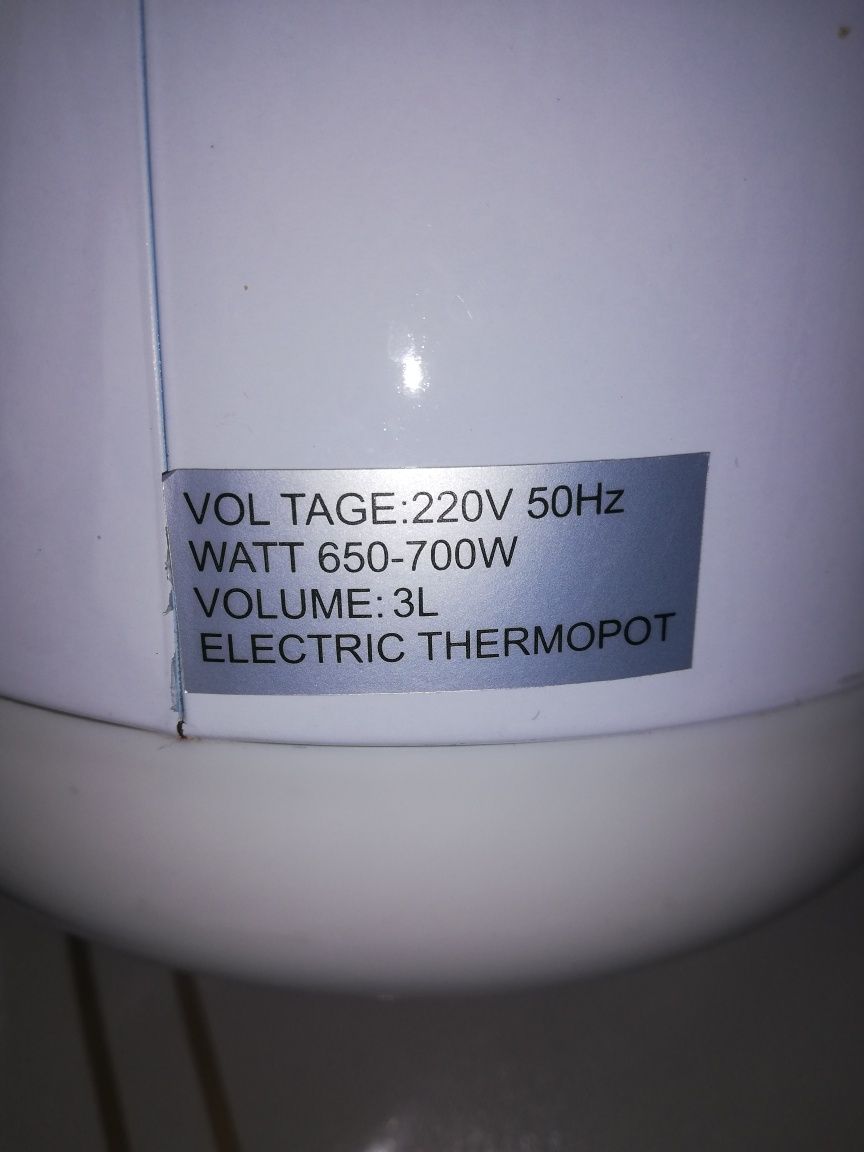 VOL TAGE:220V 50Hz
WATT 650-700W
VOLUME: 3L
ELECTRIC THERMOPOT